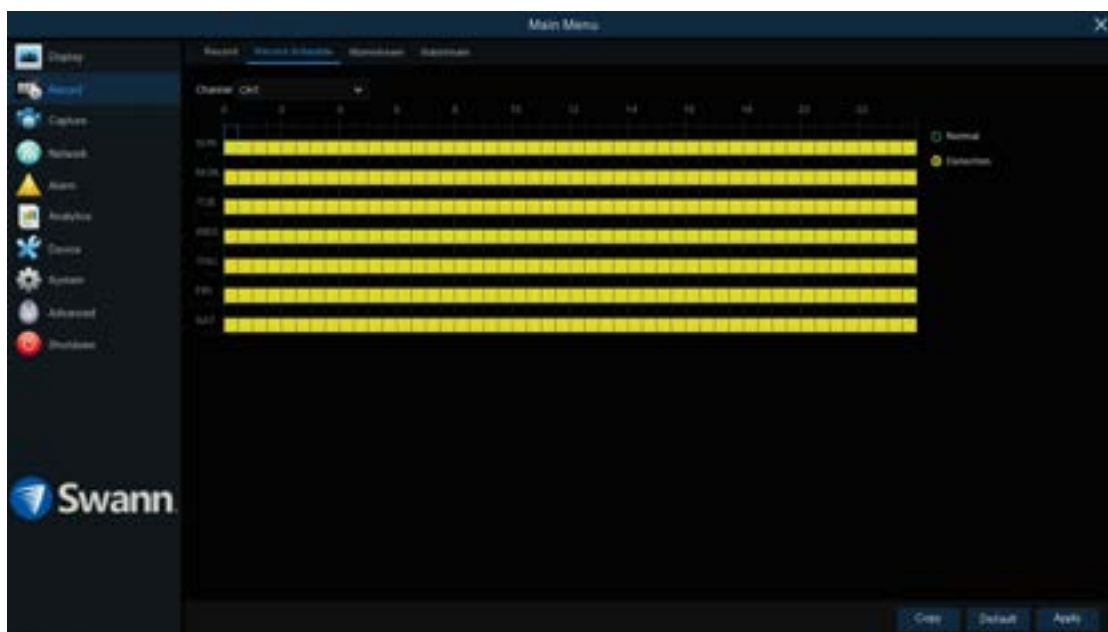 Main Menu
Display
Record
Capture
Network
Alarm
Analytics
Device
System
Advanced
Shutdown
Swann
Record Record Schedule Mainstream Substream
Channel CH1
0 2 4 6 8 10 12 14 16 18 20 22
SUN
MON
TUE
WED
THU
FRI
SAT
Normal
Detection
Copy Default Apply